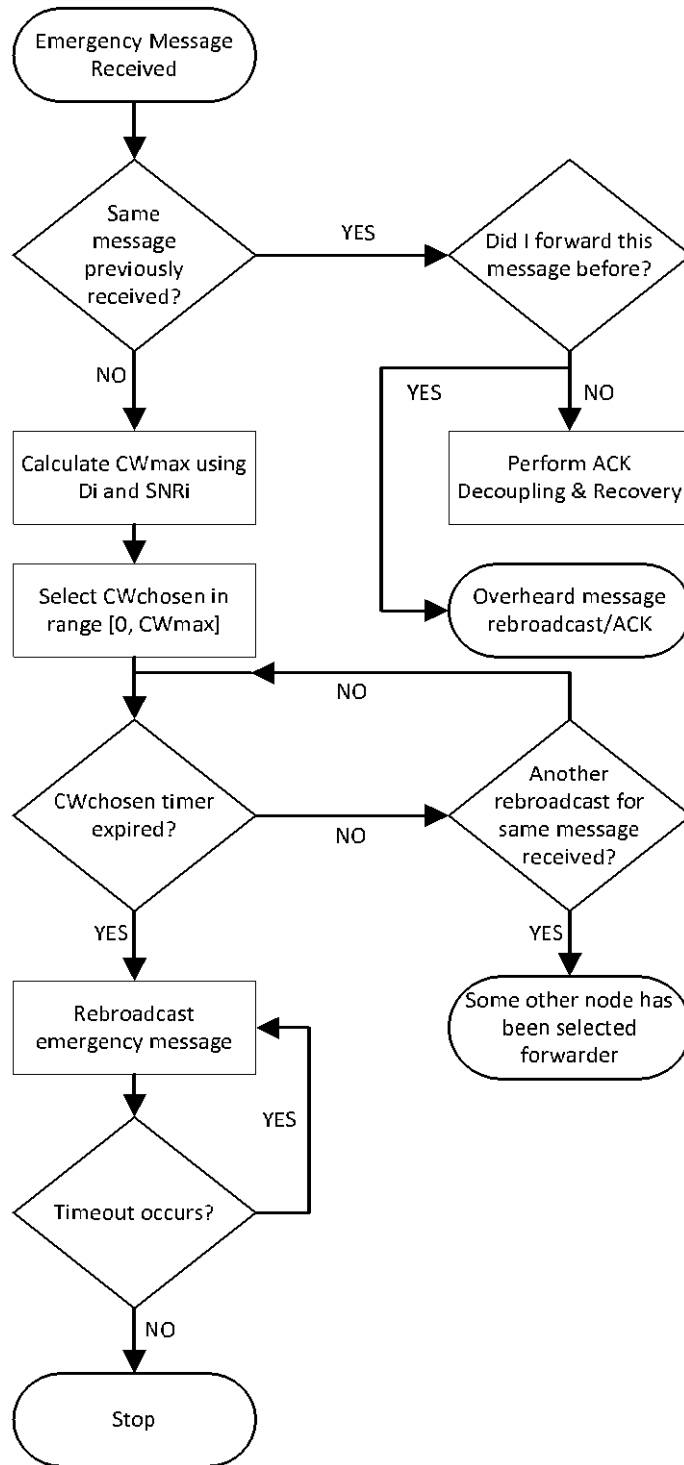 Emergency Message
Received
Same
message
previously
received?
YES
Did I forward this
message before?
NO
YES
NO
Calculate CWmax using
Di and SNRi
Perform ACK
Decoupling & Recovery
Select CWchosen in
range [0, CWmax]
Overheard message
rebroadcast/ACK
NO
CWchosen timer
expired?
NO
Another
rebroadcast for
same message
received?
YES
YES
Rebroadcast
emergency message
Some other node has
been selected
forwarder
YES
Timeout occurs?
NO
Stop